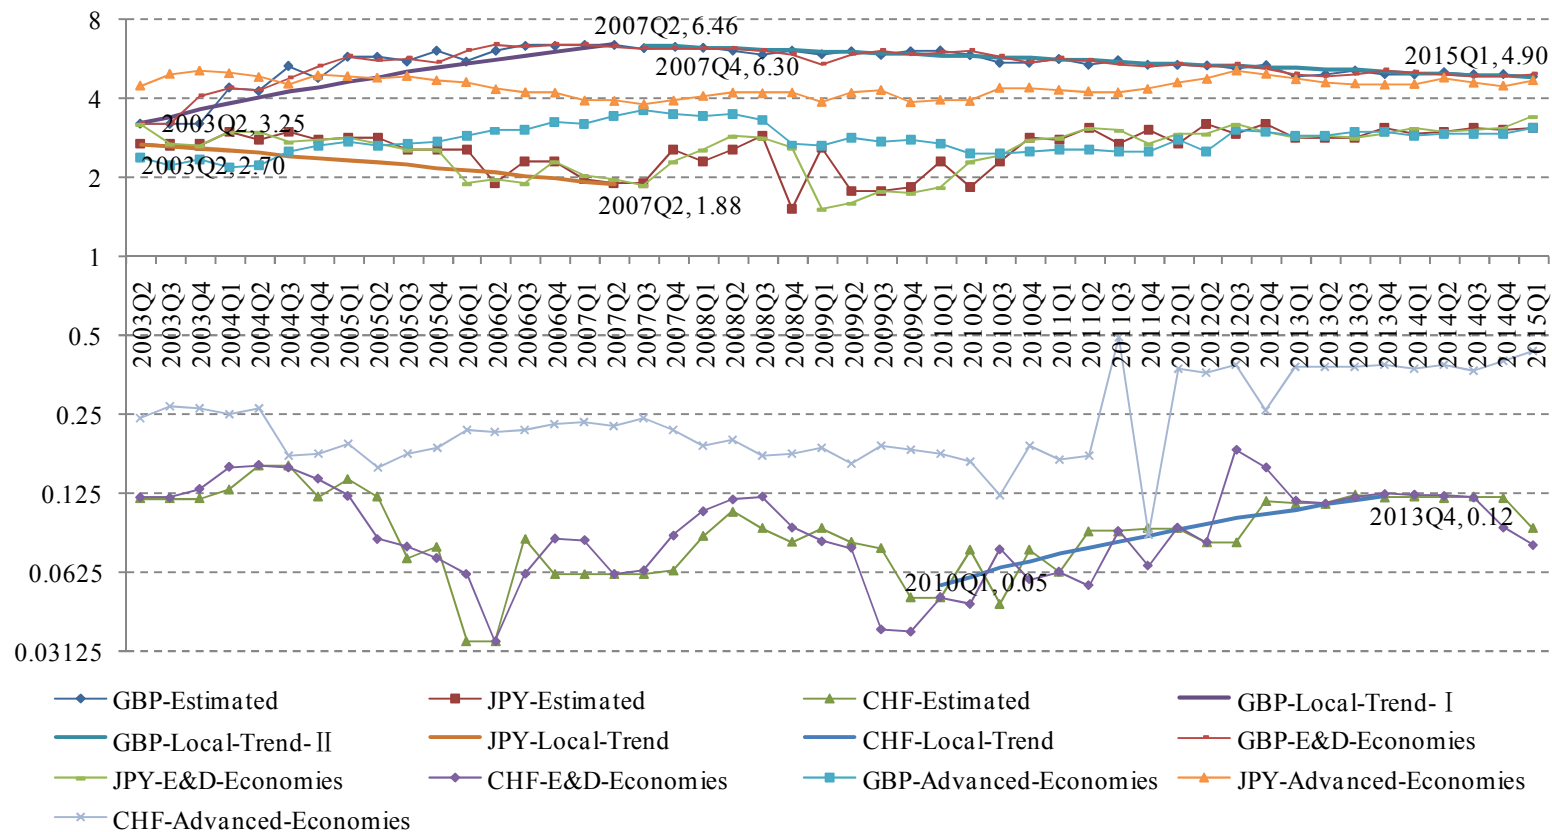 8
2007Q2, 6.46
2015Q1, 4.90
2007Q4, 6.30
4
2003Q2, 3.25
2003Q2, 2.70
2
2007Q2, 1.88
1
2003Q2 2003Q3 2003Q4 2004Q1 2004Q2 2004Q3 2004Q4 2005Q1 2005Q2 2005Q3 2005Q4 2006Q1 2006Q2 2006Q3 2006Q4 2007Q1 2007Q2 2007Q3 2007Q4 2008Q1 2008Q2 2008Q3 2008Q4 2009Q1 2009Q2 2009Q3 2009Q4 2010Q1 2010Q2 2010Q3 2010Q4 2011Q1 2011Q2 2011Q3 2011Q4 2012Q1 2012Q2 2012Q3 2012Q4 2013Q1 2013Q2 2013Q3 2013Q4 2014Q1 2014Q2 2014Q3 2014Q4 2015Q1
0.5
0.25
0.125
2013Q4, 0.12
0.0625
2010Q1, 0.05
0.03125
GBP-Estimated JPY-Estimated CHF-Estimated GBP-Local-Trend-Ⅰ
GBP-Local-Trend-Ⅱ JPY-Local-Trend CHF-Local-Trend GBP-E&D-Economies
JPY-E&D-Economies CHF-E&D-Economies GBP-Advanced-Economies JPY-Advanced-Economies
CHF-Advanced-Economies